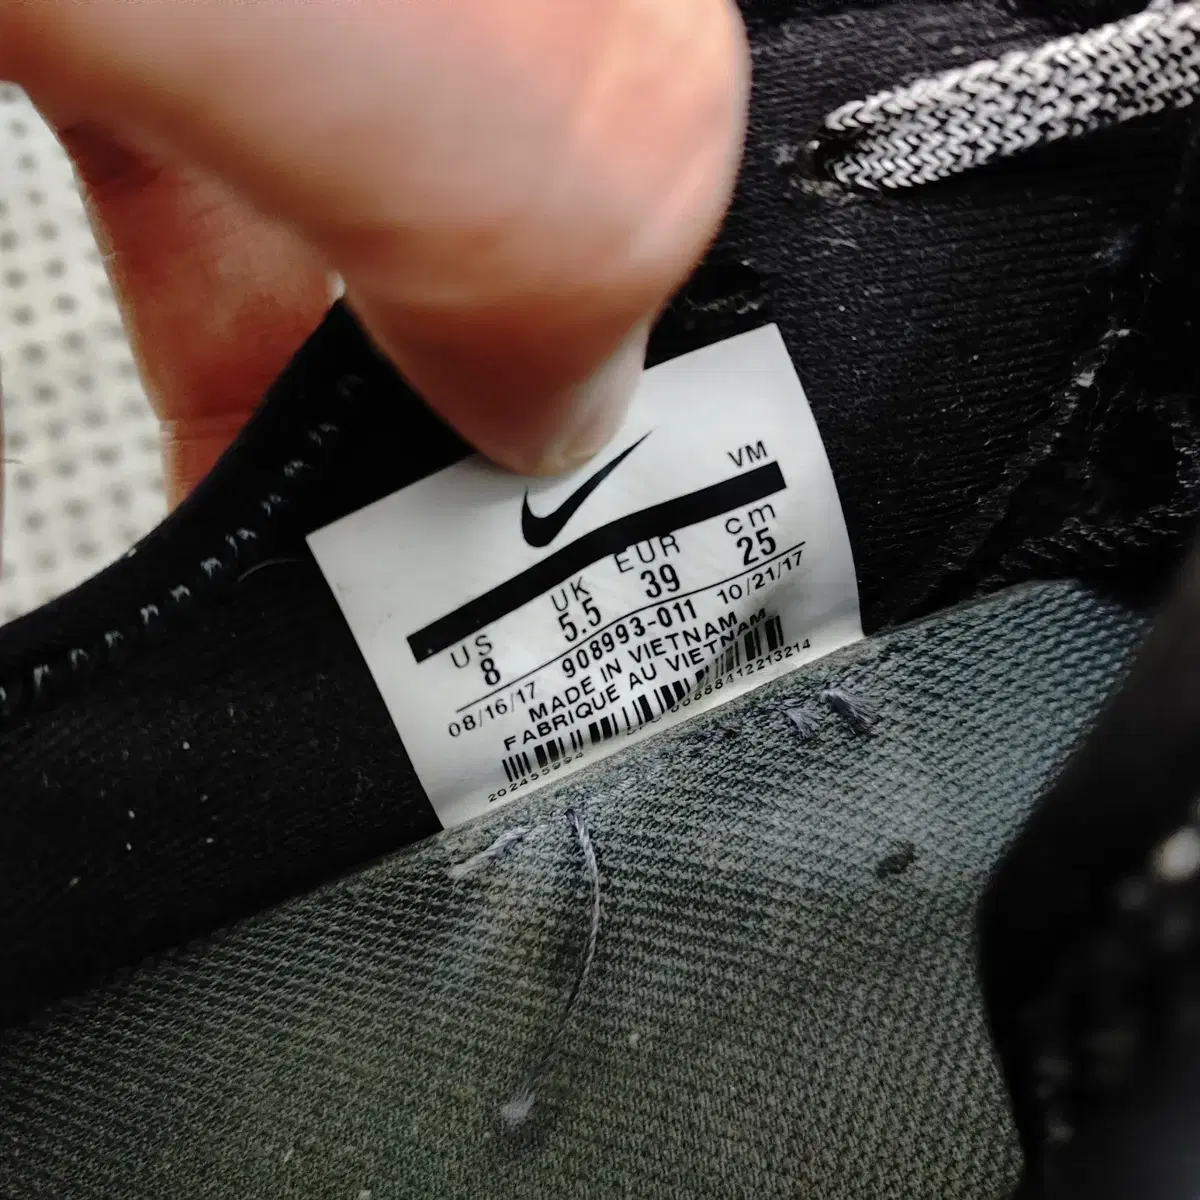 VM
US UK EUR cm
8 5.5 39 25
08/16/17 908993-011 10/21/17
MADE IN VIETNAM
FABRIQUE AU VIETNAM